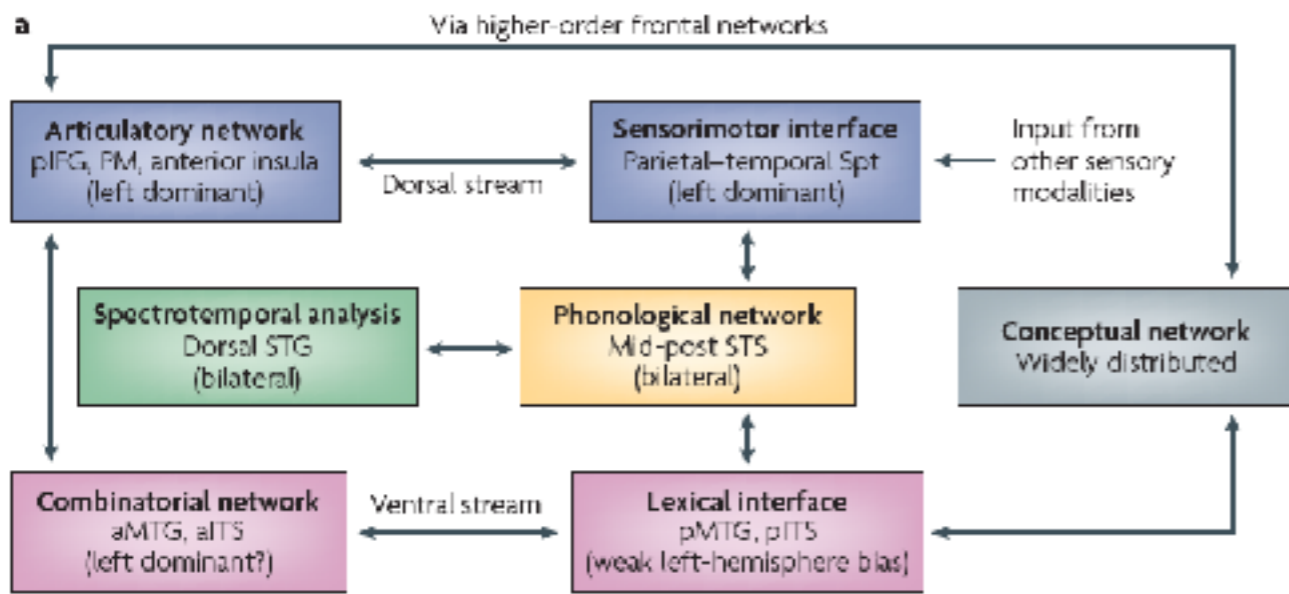 a
Via higher-order frontal networks
Articulatory network
pIFG, PM, anterior insula
(left dominant)
Dorsal stream
Sensorimotor interface
Parietal–temporal Spt
(left dominant)
Input from
other sensory
modalities
Spectrotemporal analysis
Dorsal STG
(bilateral)
Phonological network
Mid-post STS
(bilateral)
Conceptual network
Widely distributed
Combinatorial network
aMTG, aITS
(left dominant?)
Ventral stream
Lexical interface
pMTG, pITS
(weak left-hemisphere bias)